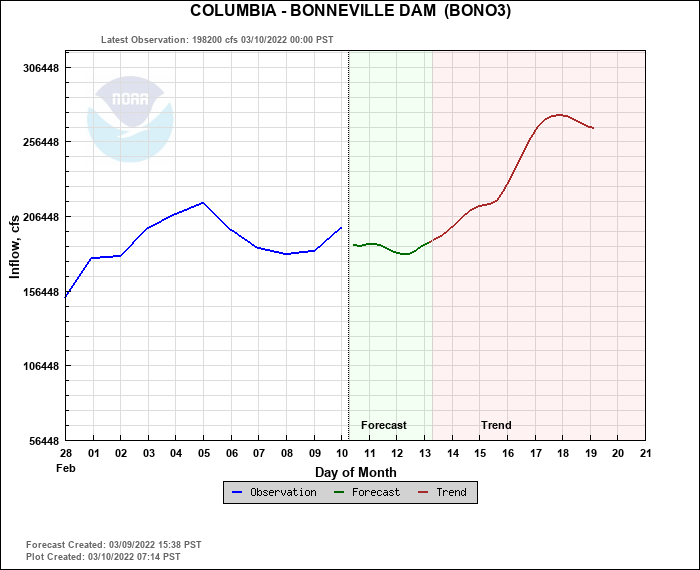 COLUMBIA - BONNEVILLE DAM (BONO3)
Latest Observation: 198200 cfs 03/10/2022 00:00 PST
NOAA
306448
256448
206448
156448
106448
56448
Inflow, cfs
Forecast Trend
28 01 02 03 04 05 06 07 08 09 10 11 12 13 14 15 16 17 18 19 20 21
Feb
Day of Month
Observation Forecast Trend
Forecast Created: 03/09/2022 15:38 PST
Plot Created: 03/10/2022 07:14 PST